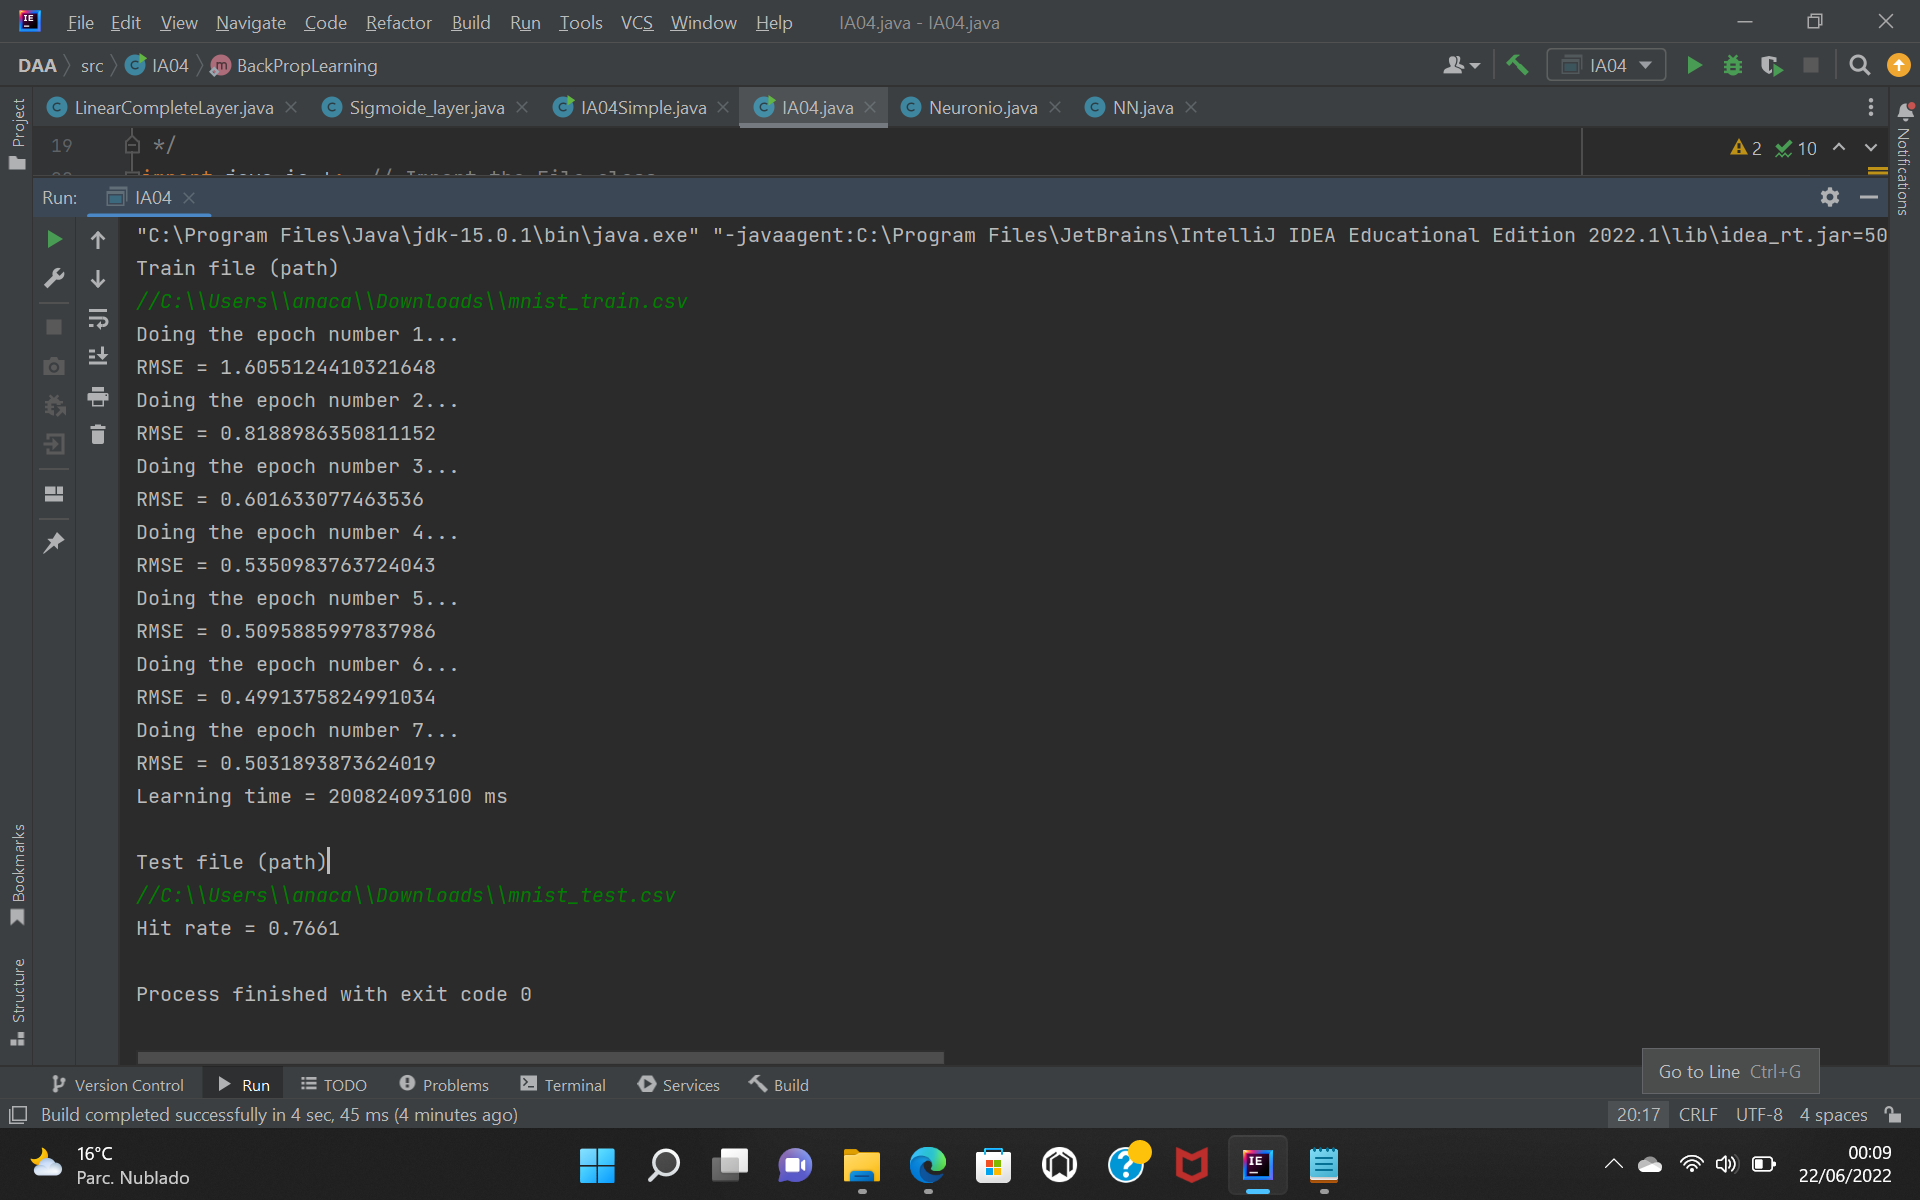 File Edit View Navigate Code Refactor Build Run Tools VCS Window Help IA04.java - IA04.java
DAA src IA04 BackPropLearning IA04
LinearCompleteLayer.java Sigmoide_layer.java IA04Simple.java IA04.java Neuronio.java NN.java
Project
Notifications
19 */ 2 10
import java.io.*; // Import the File class
Run: IA04
"C:\Program Files\Java\jdk-15.0.1\bin\java.exe" "-javaagent:C:\Program Files\JetBrains\IntelliJ IDEA Educational Edition 2022.1\lib\idea_rt.jar=50
Train file (path)
//C:\\Users\\anaca\\Downloads\\mnist_train.csv
Doing the epoch number 1...
RMSE = 1.6055124410321648
Doing the epoch number 2...
RMSE = 0.8188986350811152
Doing the epoch number 3...
RMSE = 0.601633077463536
Doing the epoch number 4...
RMSE = 0.5350983763724043
Doing the epoch number 5...
RMSE = 0.5095885997837986
Doing the epoch number 6...
RMSE = 0.4991375824991034
Doing the epoch number 7...
RMSE = 0.5031893873624019
Learning time = 200824093100 ms
Test file (path)
//C:\\Users\\anaca\\Downloads\\mnist_test.csv
Hit rate = 0.7661
Process finished with exit code 0
Bookmarks
Structure
Go to Line Ctrl+G
Version Control Run TODO Problems Terminal Services Build
Build completed successfully in 4 sec, 45 ms (4 minutes ago) 20:17 CRLF UTF-8 4 spaces
16°C
Parc. Nublado
00:09
22/06/2022